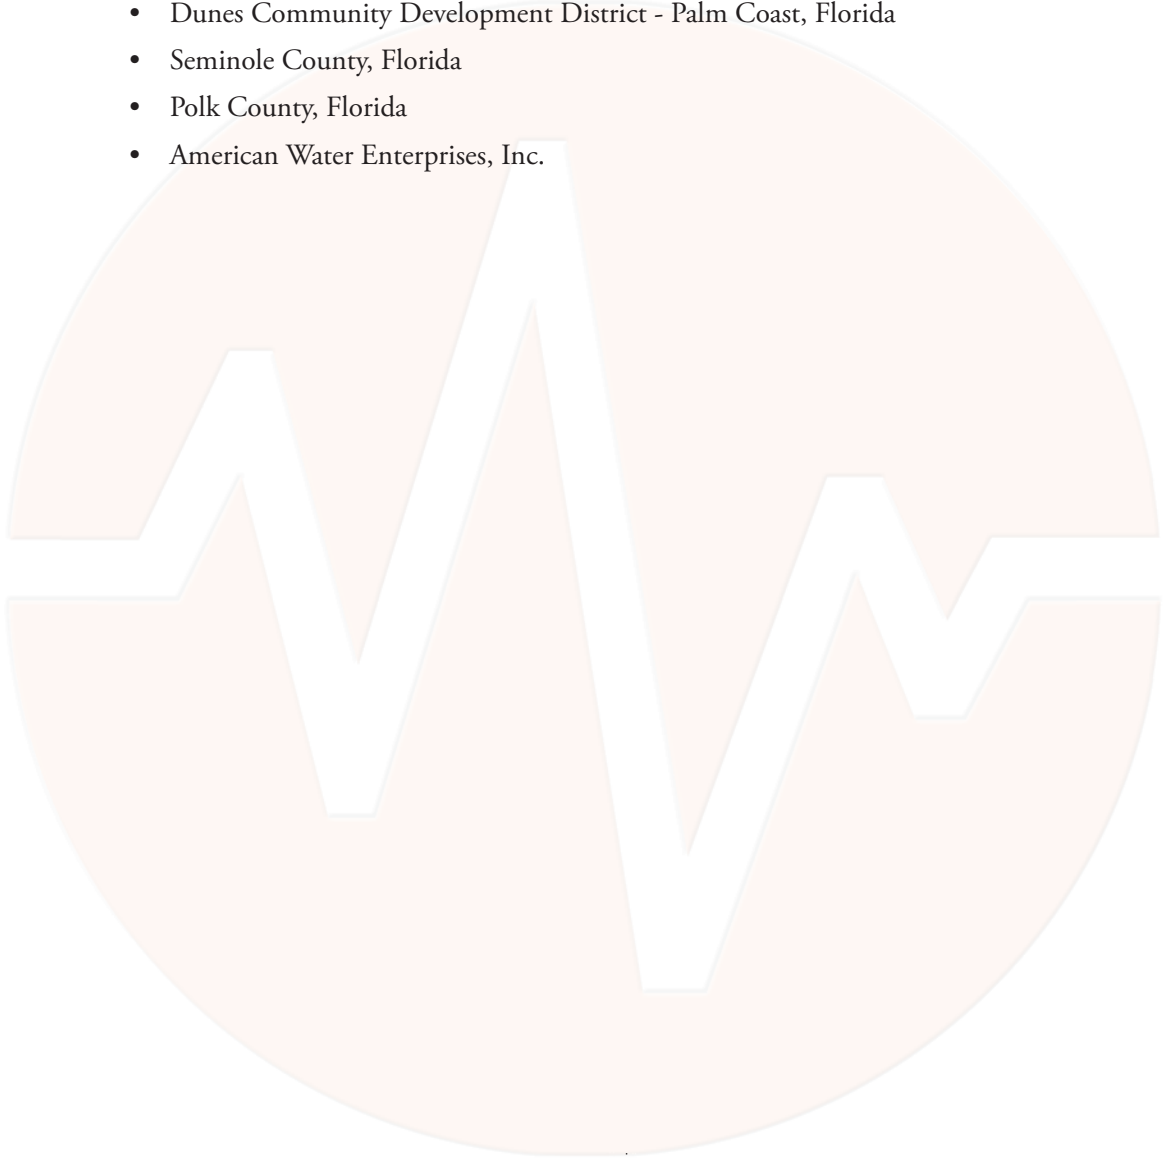 • Dunes Community Development District - Palm Coast, Florida
• Seminole County, Florida
• Polk County, Florida
• American Water Enterprises, Inc.